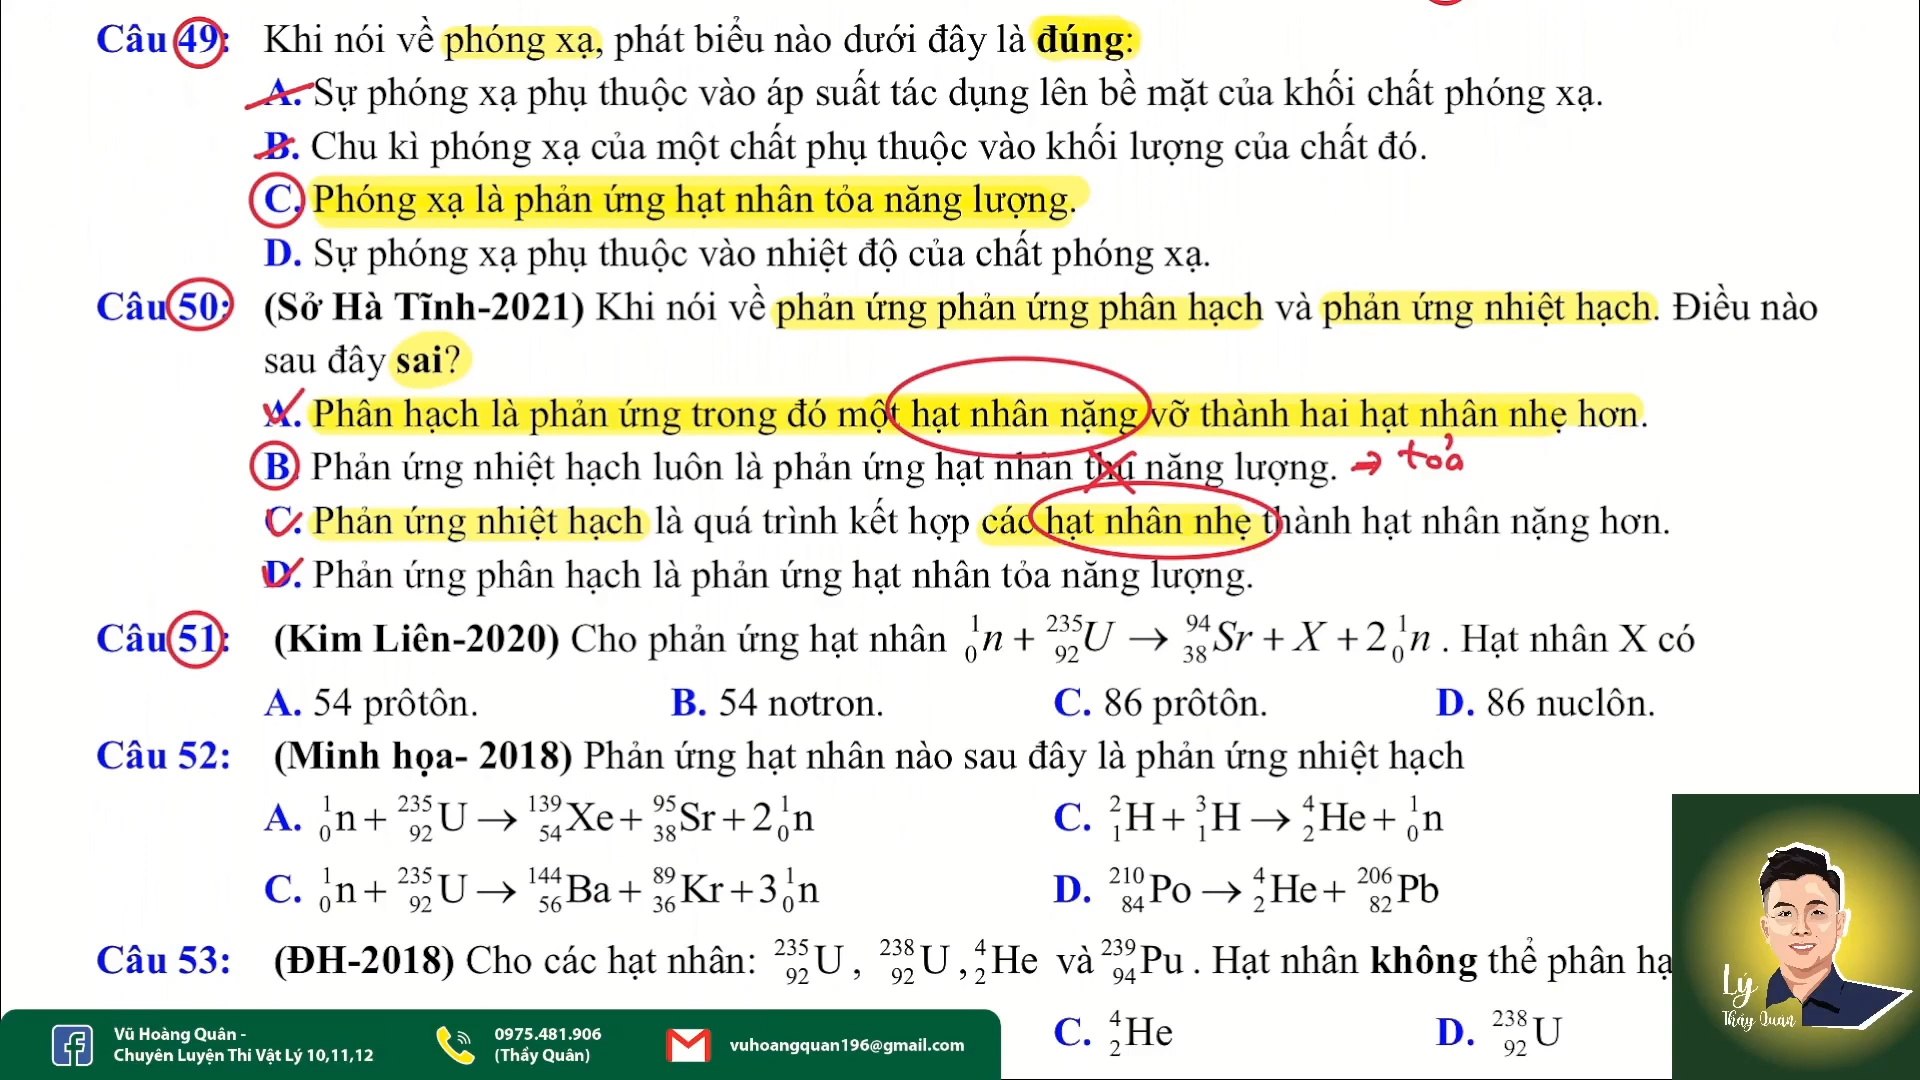 Câu 49: Khi nói về phóng xạ, phát biểu nào dưới đây là đúng:
A. Sự phóng xạ phụ thuộc vào áp suất tác dụng lên bề mặt của khối chất phóng xạ.
B. Chu kì phóng xạ của một chất phụ thuộc vào khối lượng của chất đó.
C. Phóng xạ là phản ứng hạt nhân tỏa năng lượng.
D. Sự phóng xạ phụ thuộc vào nhiệt độ của chất phóng xạ.
Câu 50: (Sở Hà Tĩnh-2021) Khi nói về phản ứng phản ứng phân hạch và phản ứng nhiệt hạch. Điều nào
sau đây sai?
A. Phân hạch là phản ứng trong đó một hạt nhân nặng vỡ thành hai hạt nhân nhẹ hơn.
B. Phản ứng nhiệt hạch luôn là phản ứng hạt nhân thu năng lượng. → toả
C. Phản ứng nhiệt hạch là quá trình kết hợp các hạt nhân nhẹ thành hạt nhân nặng hơn.
D. Phản ứng phân hạch là phản ứng hạt nhân tỏa năng lượng.
Câu 51: (Kim Liên-2020) Cho phản ứng hạt nhân ¹₀n + ²³⁵₉₂U → ⁹⁴₃₈Sr + X + 2¹₀n . Hạt nhân X có
A. 54 prôtôn. B. 54 nơtron. C. 86 prôtôn. D. 86 nuclôn.
Câu 52: (Minh họa- 2018) Phản ứng hạt nhân nào sau đây là phản ứng nhiệt hạch
A. ¹₀n + ²³⁵₉₂U → ¹³⁹₅₄Xe + ⁹⁵₃₈Sr + 2¹₀n C. ²₁H + ³₁H → ⁴₂He + ¹₀n
C. ¹₀n + ²³⁵₉₂U → ¹⁴⁴₅₆Ba + ⁸⁹₃₆Kr + 3¹₀n D. ²¹⁰₈₄Po → ⁴₂He + ²⁰⁶₈₂Pb
Câu 53: (ĐH-2018) Cho các hạt nhân: ²³⁵₉₂U , ²³⁸₉₂U , ⁴₂He và ²³⁹₉₄Pu . Hạt nhân không thể phân hạ
C. ⁴₂He D. ²³⁸₉₂U
Vũ Hoàng Quân -
Chuyên Luyện Thi Vật Lý 10,11,12
0975.481.906
(Thầy Quân)
vuhoangquan196@gmail.com
Lý
Thầy Quân